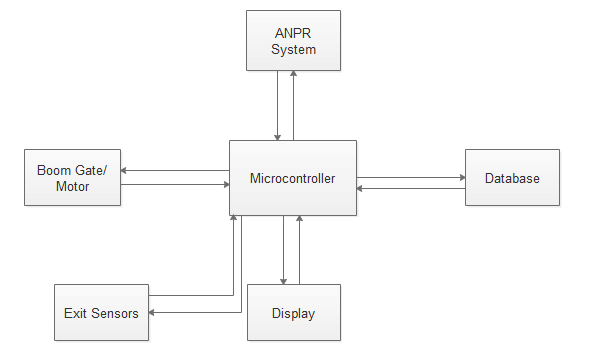 ANPR
System
Boom Gate/
Motor
Microcontroller
Database
Exit Sensors
Display